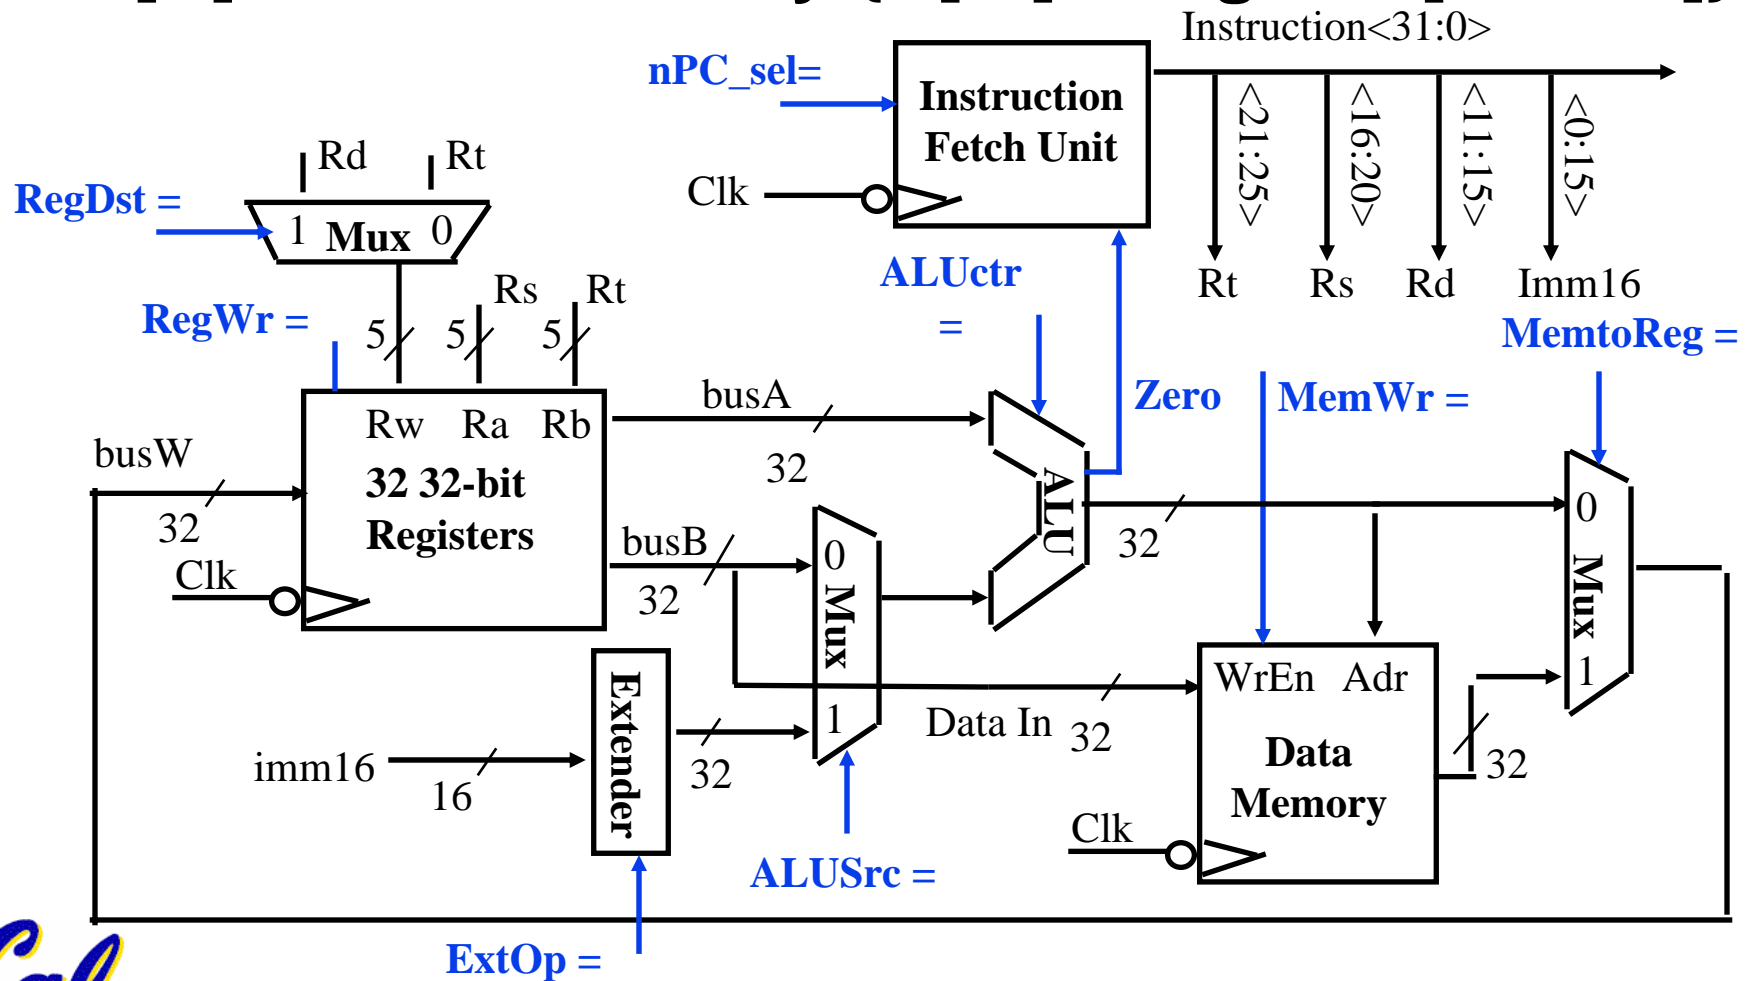 Instruction<31:0>
nPC_sel=
Instruction
Fetch Unit
Clk
<21:25>
<16:20>
<11:15>
<0:15>
Rt
Rs
Rd
Imm16
Rd
Rt
RegDst =
1 Mux 0
ALUctr
=
RegWr =
Rs
Rt
5
5
5
MemtoReg =
busA
32
Zero
MemWr =
busW
32
Rw Ra Rb
32 32-bit
Registers
Clk
busB
32
0
Mux
1
ALU
32
0
Mux
1
Extender
imm16
16
32
Data In
32
WrEn Adr
Data
Memory
32
Clk
ALUSrc =
ExtOp =
Cal